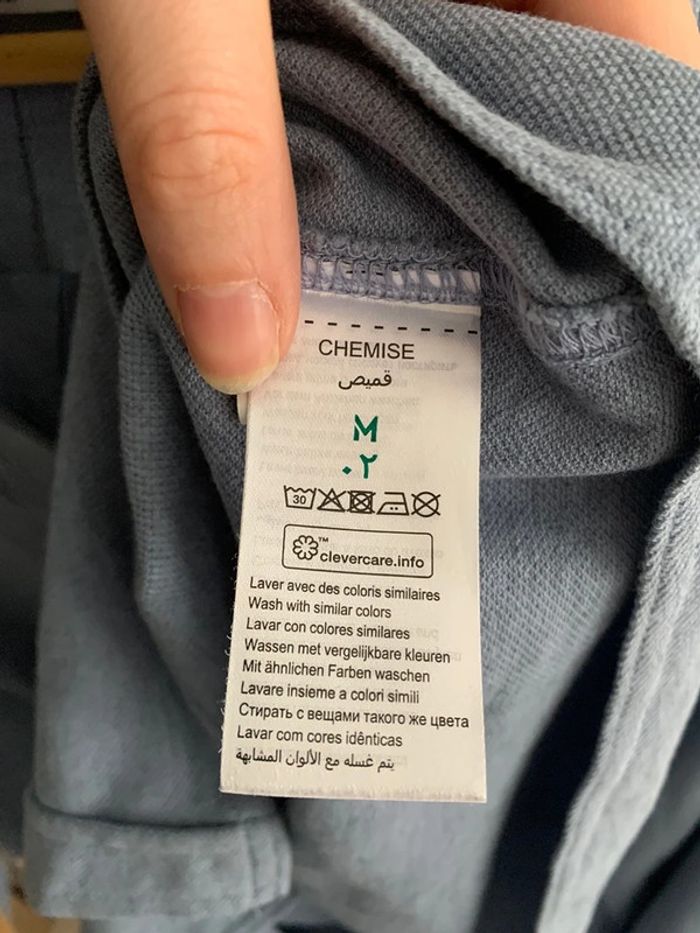 CHEMISE
قميص
M
٠٢
30
™
clevercare.info
Laver avec des coloris similaires
Wash with similar colors
Lavar con colores similares
Wassen met vergelijkbare kleuren
Mit ähnlichen Farben waschen
Lavare insieme a colori simili
Стирать с вещами такого же цвета
Lavar com cores idênticas
يتم غسله مع الألوان المشابهة